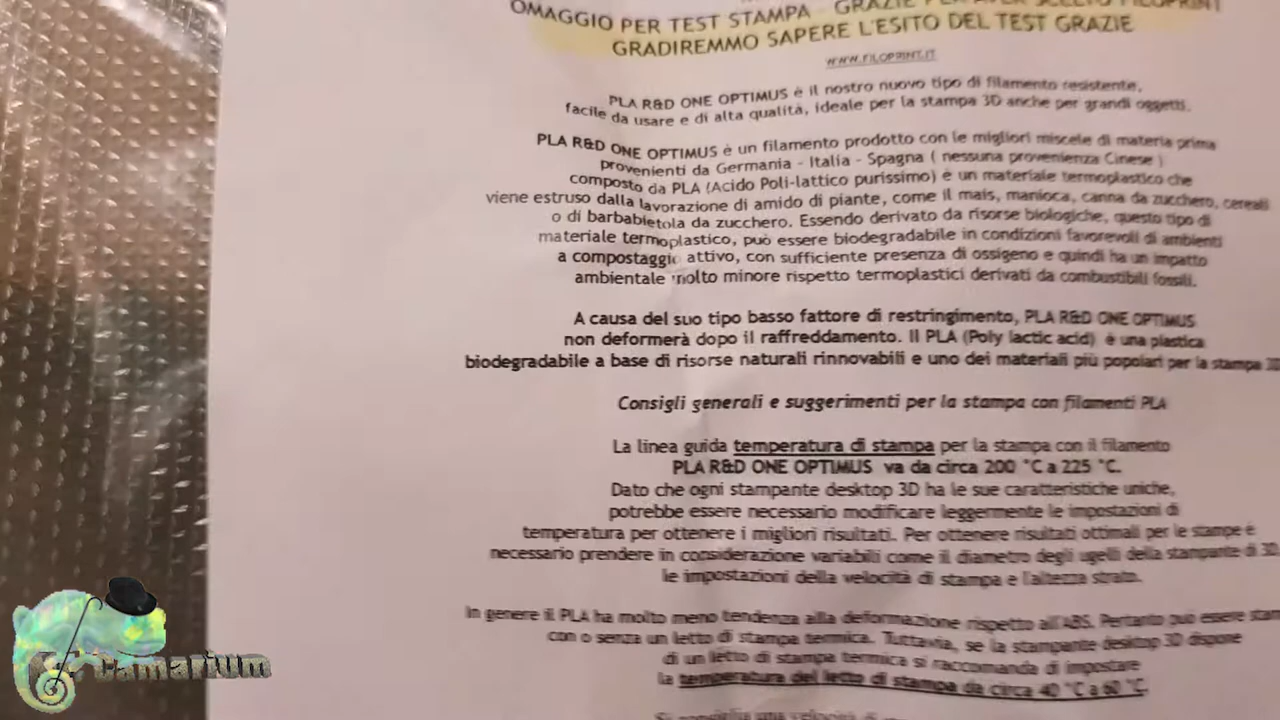 OMAGGIO PER TEST STAMPA - GRAZIE PER AVER SCELTO FILOPRINT
GRADIREMMO SAPERE L'ESITO DEL TEST GRAZIE
WWW.FILOPRINT.IT
PLA R&D ONE OPTIMUS è il nostro nuovo tipo di filamento resistente,
facile da usare e di alta qualità, ideale per la stampa 3D anche per grandi oggetti.
PLA R&D ONE OPTIMUS è un filamento prodotto con le migliori miscele di materia prima
provenienti da Germania - Italia - Spagna ( nessuna provenienza Cinese )
composto da PLA (Acido Poli-lattico purissimo) è un materiale termoplastico che
viene estruso dalla lavorazione di amido di piante, come il mais, manioca, canna da zucchero, cereali
o di barbabietola da zucchero. Essendo derivato da risorse biologiche, questo tipo di
materiale termoplastico, può essere biodegradabile in condizioni favorevoli di ambienti
a compostaggio attivo, con sufficiente presenza di ossigeno e quindi ha un impatto
ambientale molto minore rispetto termoplastici derivati da combustibili fossili.
A causa del suo tipo basso fattore di restringimento, PLA R&D ONE OPTIMUS
non deformerà dopo il raffreddamento. Il PLA (Poly lactic acid) è una plastica
biodegradabile a base di risorse naturali rinnovabili e uno dei materiali più popolari per la stampa 3D
Consigli generali e suggerimenti per la stampa con filamenti PLA
La linea guida temperatura di stampa per la stampa con il filamento
PLA R&D ONE OPTIMUS va da circa 200 °C a 225 °C.
Dato che ogni stampante desktop 3D ha le sue caratteristiche uniche,
potrebbe essere necessario modificare leggermente le impostazioni di
temperatura per ottenere i migliori risultati. Per ottenere risultati ottimali per le stampe è
necessario prendere in considerazione variabili come il diametro degli ugelli della stampante di 3D
le impostazioni della velocità di stampa e l'altezza strato.
In genere il PLA ha molto meno tendenza alla deformazione rispetto all'ABS. Pertanto può essere
con o senza un letto di stampa termica. Tuttavia, se la stampante desktop 3D dispone
di un letto di stampa termica si raccomanda di impostare
la temperatura del letto di stampa da circa 40 °C a 60 °C.
Si consiglia una velocità di
Camarium